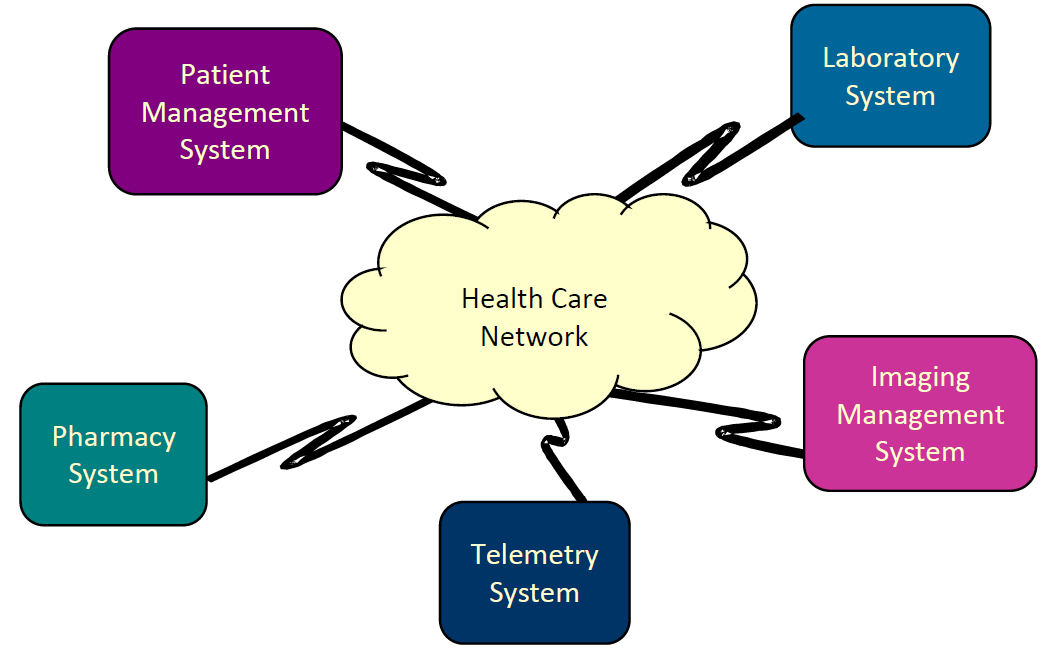 Patient
Management
System
Laboratory
System
Health Care
Network
Imaging
Management
System
Pharmacy
System
Telemetry
System